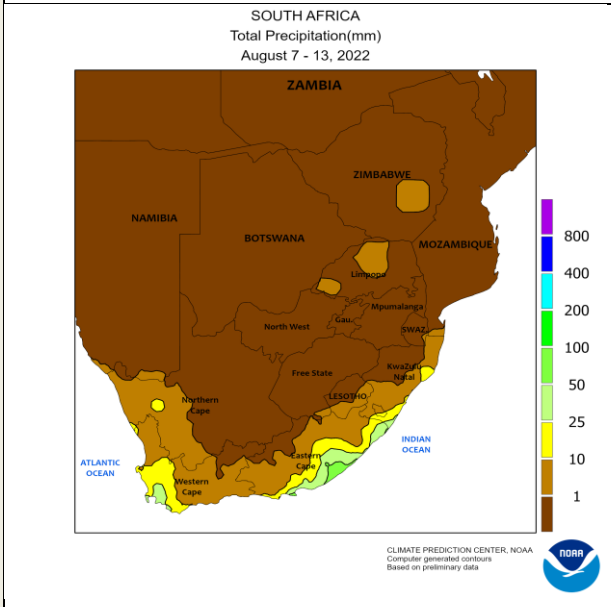 SOUTH AFRICA
Total Precipitation(mm)
August 7 - 13, 2022
ZAMBIA
ZIMBABWE
NAMIBIA
BOTSWANA
MOZAMBIQUE
Limpopo
Mpumalanga
North West
Gau.
SWAZ.
Free State
KwaZulu
Natal
LESOTHO
Northern
Cape
INDIAN
OCEAN
Eastern
Cape
ATLANTIC
OCEAN
Western
Cape
800
400
200
100
50
25
10
1
CLIMATE PREDICTION CENTER, NOAA
Computer generated contours
Based on preliminary data
NOAA